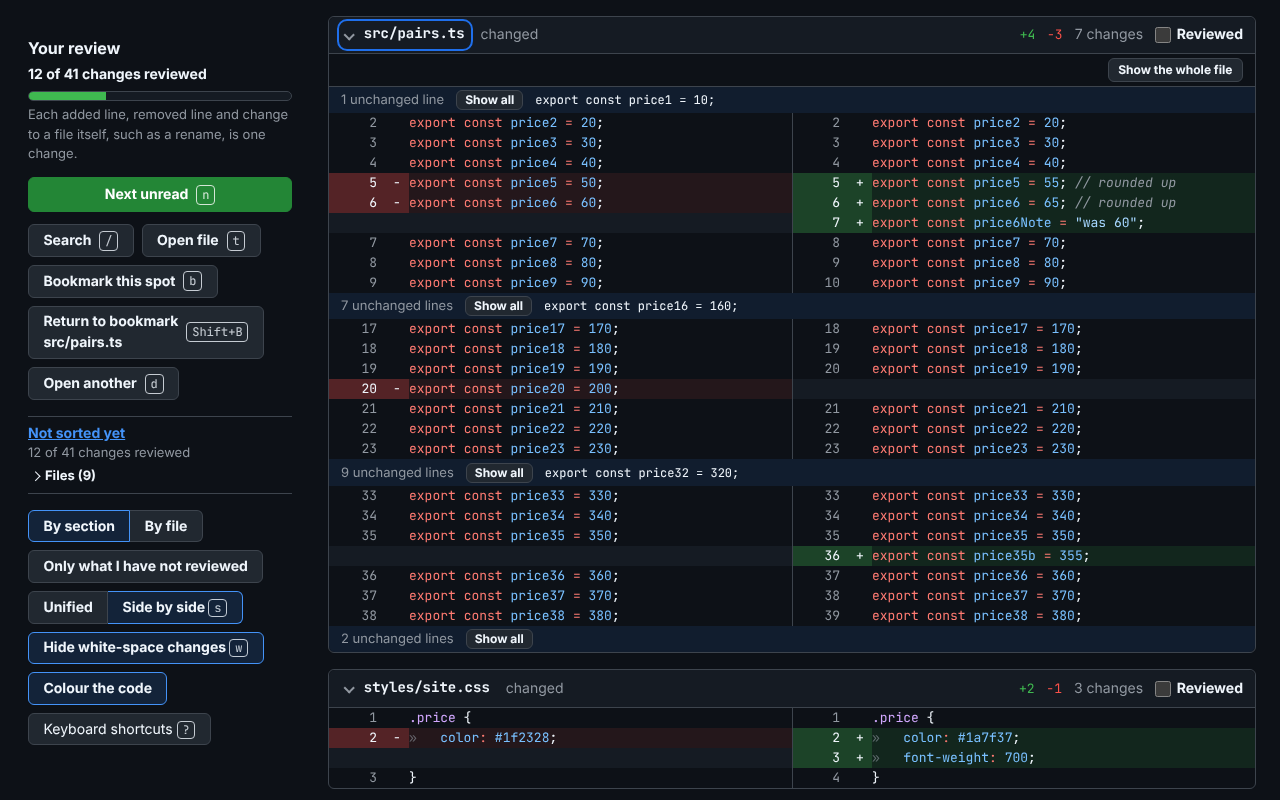 Your review
12 of 41 changes reviewed
Each added line, removed line and change
to a file itself, such as a rename, is one
change.
Next unread n
Search / Open file t
Bookmark this spot b
Return to bookmark
src/pairs.ts Shift+B
Open another d
Not sorted yet
12 of 41 changes reviewed
Files (9)
By section By file
Only what I have not reviewed
Unified Side by side s
Hide white-space changes w
Colour the code
Keyboard shortcuts ?
src/pairs.ts changed +4 -3 7 changes Reviewed
Show the whole file
1 unchanged line Show all export const price1 = 10;
2 export const price2 = 20; 2 export const price2 = 20;
3 export const price3 = 30; 3 export const price3 = 30;
4 export const price4 = 40; 4 export const price4 = 40;
5 - export const price5 = 50; 5 + export const price5 = 55; // rounded up
6 - export const price6 = 60; 6 + export const price6 = 65; // rounded up
7 + export const price6Note = "was 60";
7 export const price7 = 70; 8 export const price7 = 70;
8 export const price8 = 80; 9 export const price8 = 80;
9 export const price9 = 90; 10 export const price9 = 90;
7 unchanged lines Show all export const price16 = 160;
17 export const price17 = 170; 18 export const price17 = 170;
18 export const price18 = 180; 19 export const price18 = 180;
19 export const price19 = 190; 20 export const price19 = 190;
20 - export const price20 = 200;
21 export const price21 = 210; 21 export const price21 = 210;
22 export const price22 = 220; 22 export const price22 = 220;
23 export const price23 = 230; 23 export const price23 = 230;
9 unchanged lines Show all export const price32 = 320;
33 export const price33 = 330; 33 export const price33 = 330;
34 export const price34 = 340; 34 export const price34 = 340;
35 export const price35 = 350; 35 export const price35 = 350;
36 + export const price35b = 355;
36 export const price36 = 360; 37 export const price36 = 360;
37 export const price37 = 370; 38 export const price37 = 370;
38 export const price38 = 380; 39 export const price38 = 380;
2 unchanged lines Show all
styles/site.css changed +2 -1 3 changes Reviewed
1 .price { 1 .price {
2 - » color: #1f2328; 2 + » color: #1a7f37;
3 + » font-weight: 700;
3 } 4 }